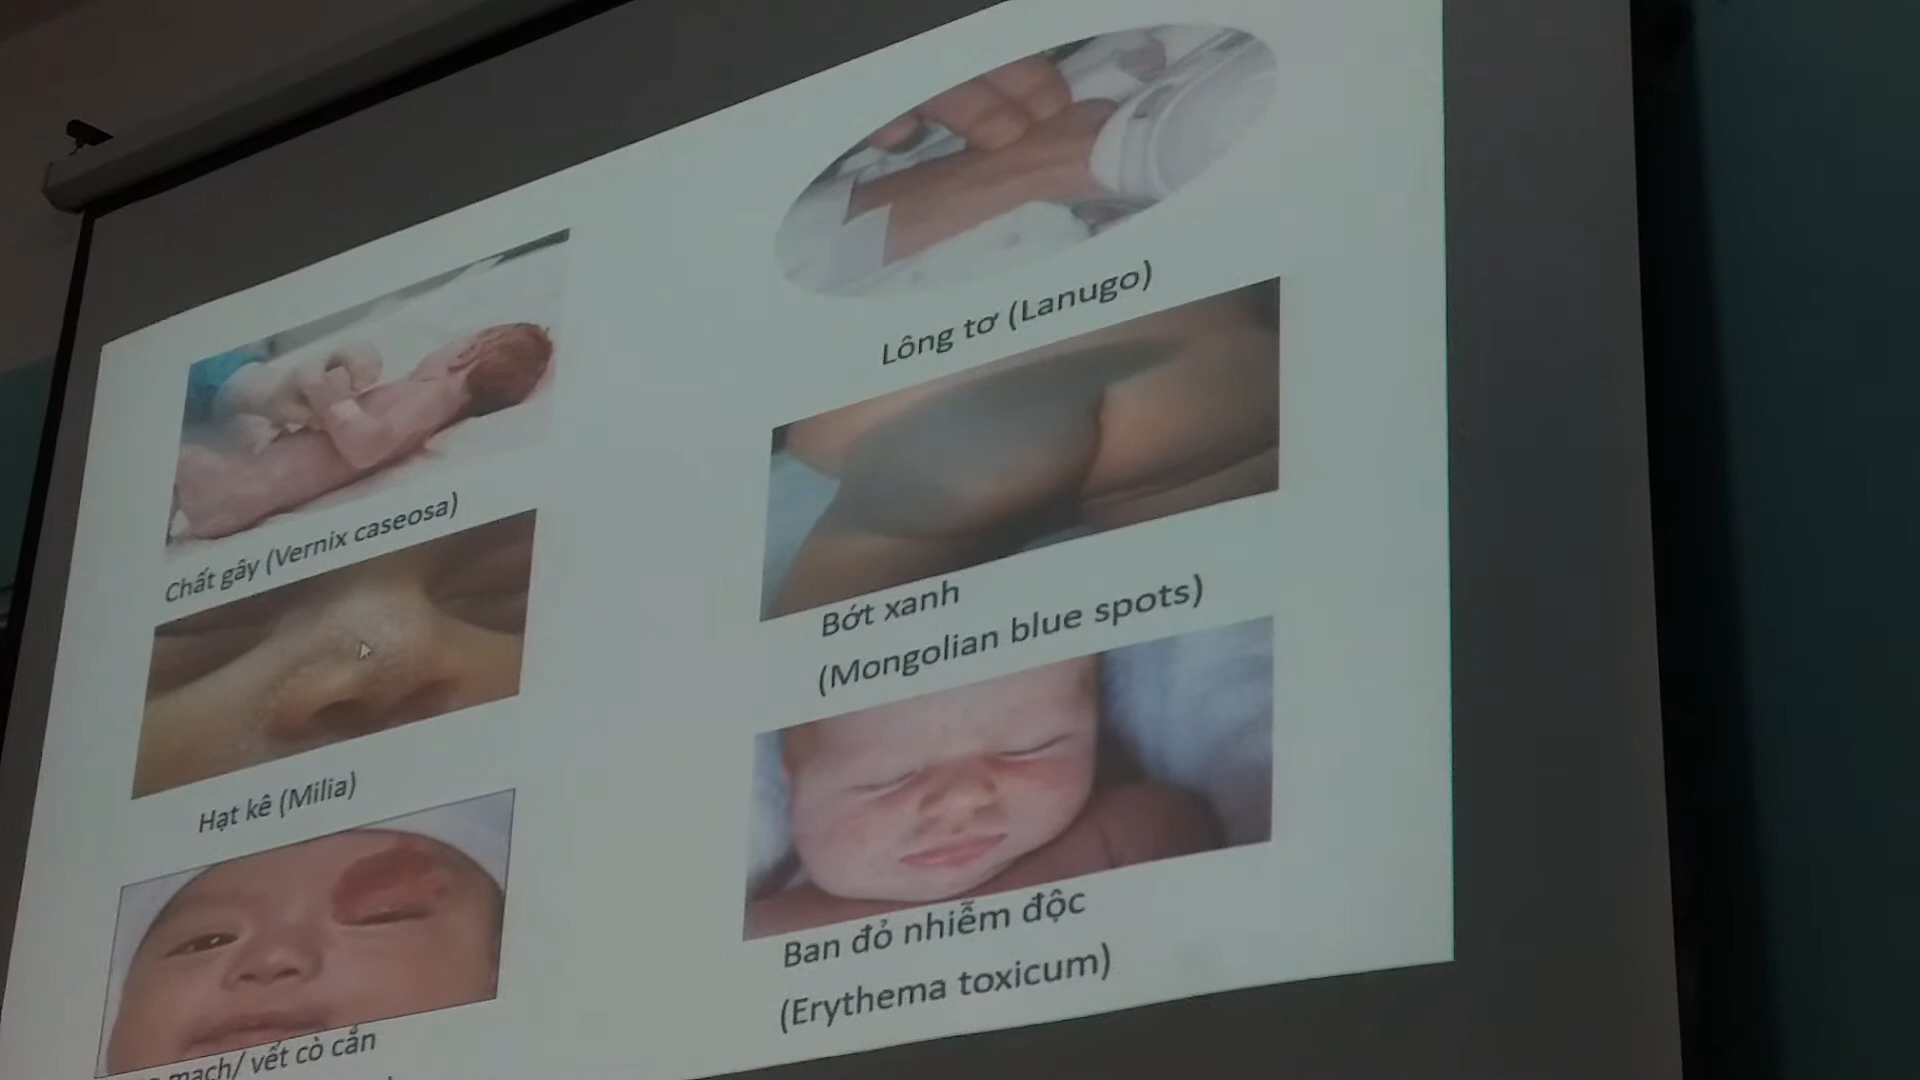 Lông tơ (Lanugo)
Chất gây (Vernix caseosa)
Bớt xanh
(Mongolian blue spots)
Hạt kê (Milia)
Ban đỏ nhiễm độc
(Erythema toxicum)
mạch/ vết cò cắn